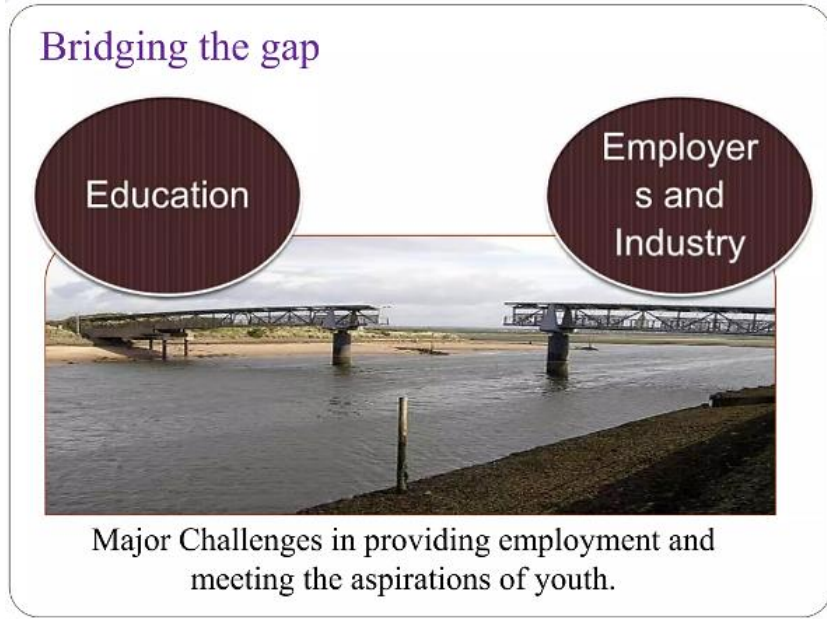 Bridging the gap
Education
Employer
s and
Industry
Major Challenges in providing employment and
meeting the aspirations of youth.